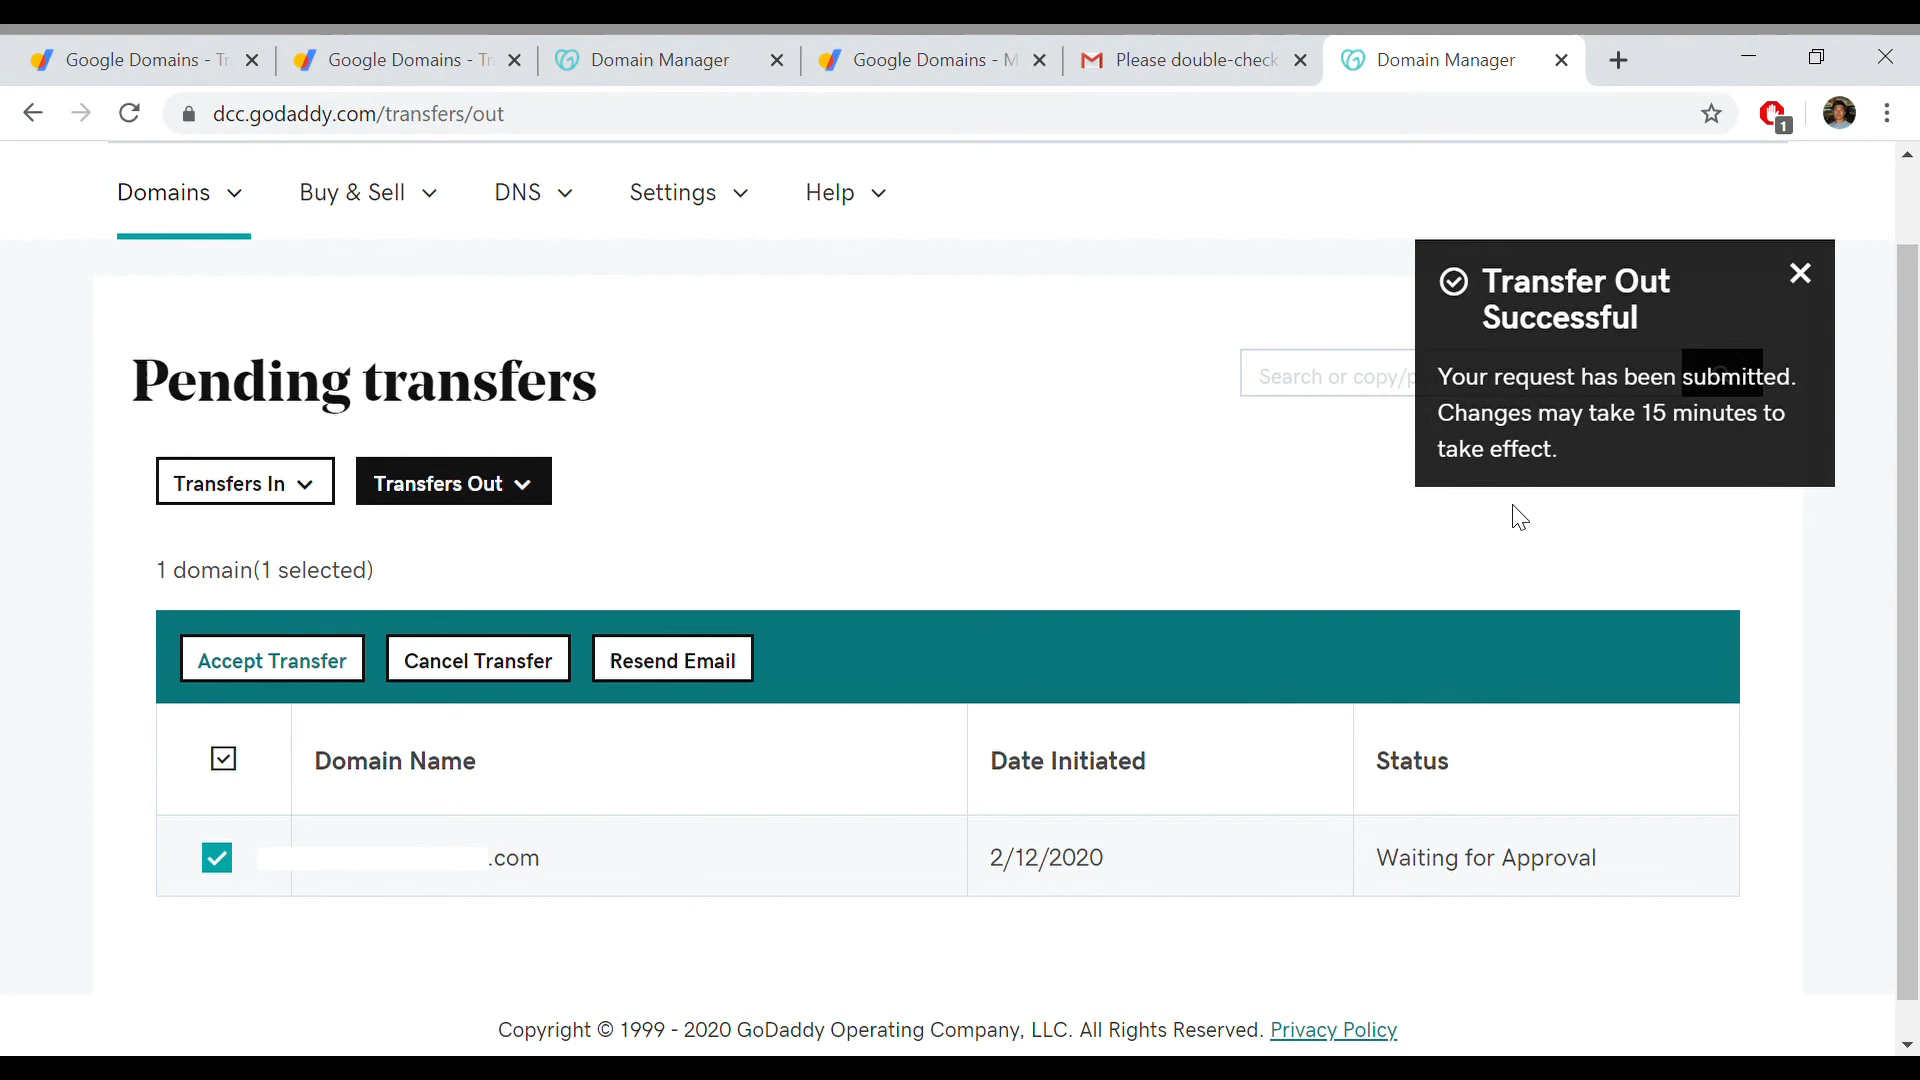 Google Domains - Tr
Google Domains - Tr
Domain Manager
Google Domains - M
Please double-check
Domain Manager
dcc.godaddy.com/transfers/out
1
Domains
Buy & Sell
DNS
Settings
Help
Transfer Out
Successful
Your request has been submitted.
Changes may take 15 minutes to
take effect.
Pending transfers
Search or copy/p
Transfers In
Transfers Out
1 domain(1 selected)
Accept Transfer
Cancel Transfer
Resend Email
Domain Name
Date Initiated
Status
.com
2/12/2020
Waiting for Approval
Copyright © 1999 - 2020 GoDaddy Operating Company, LLC. All Rights Reserved. Privacy Policy